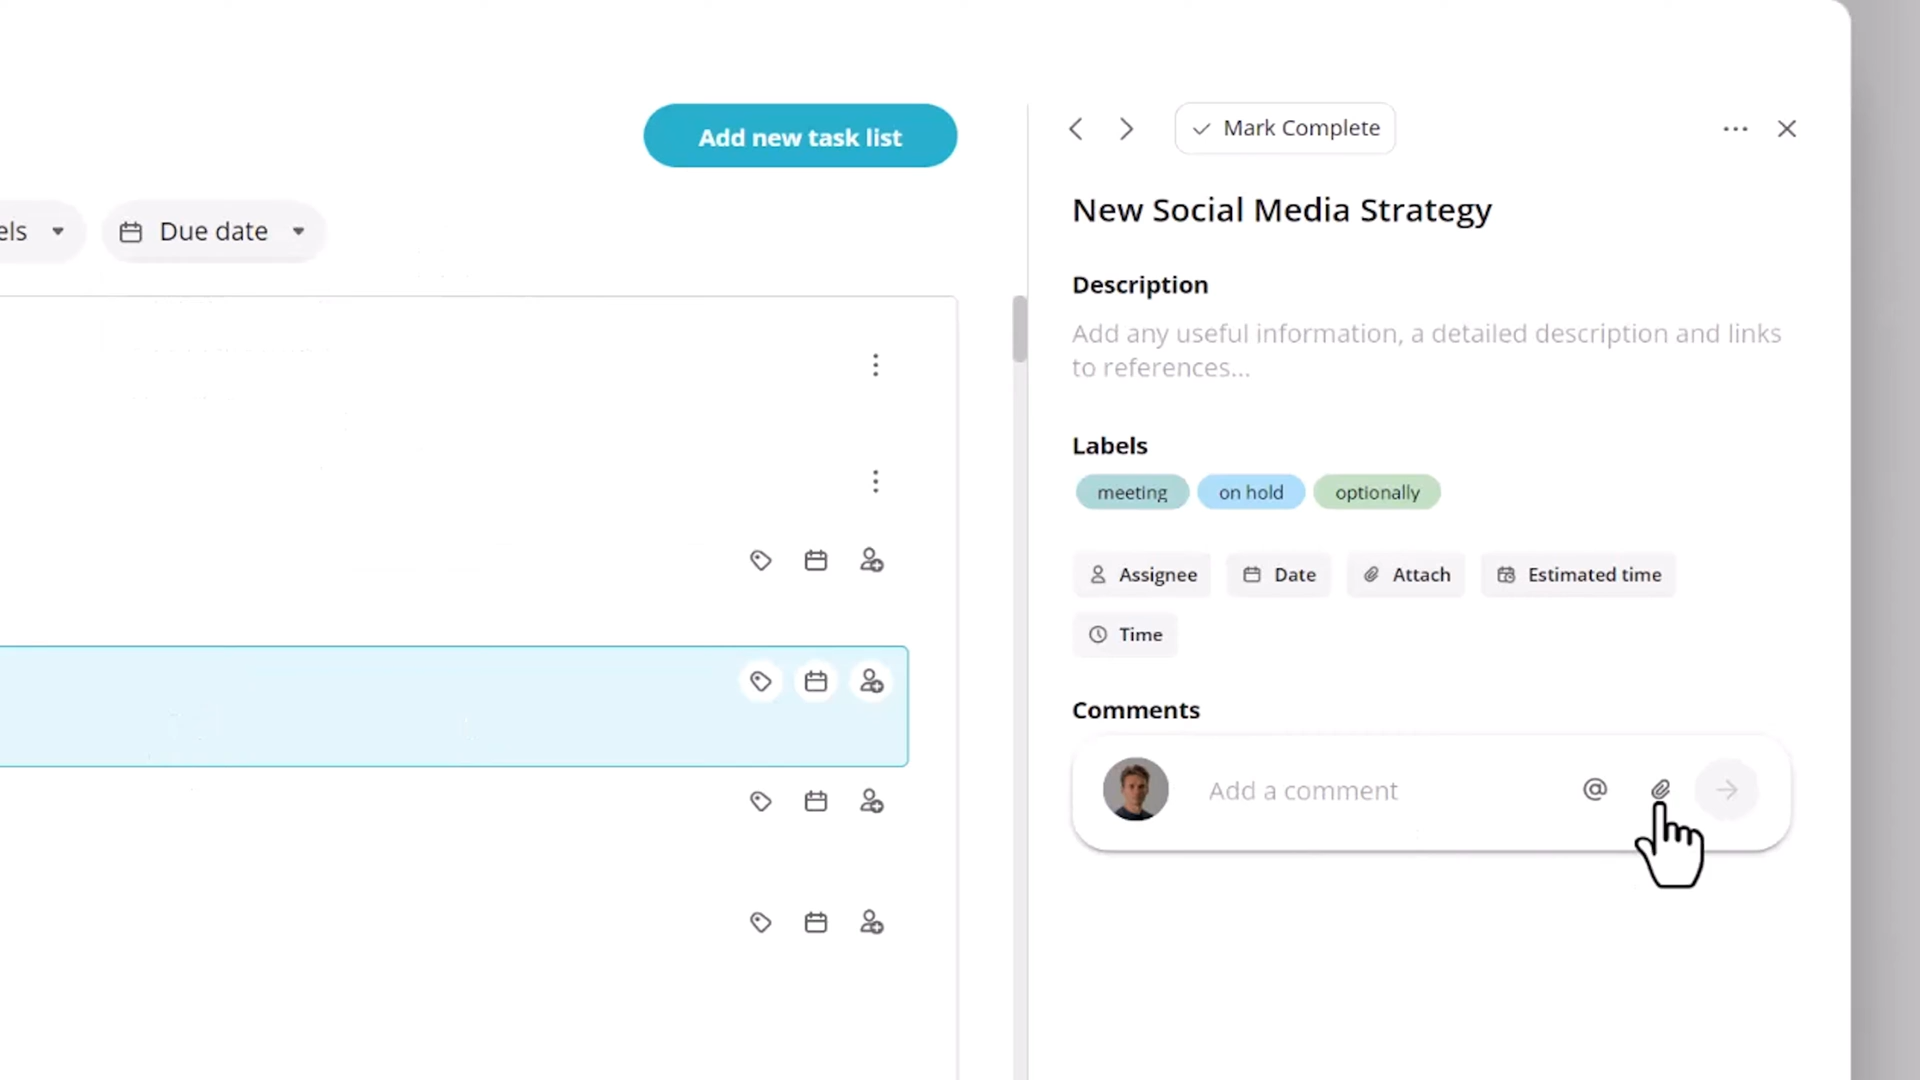 Add new task list
els
Due date
Mark Complete
New Social Media Strategy
Description
Add any useful information, a detailed description and links
to references...
Labels
meeting on hold optionally
Assignee Date Attach Estimated time
Time
Comments
Add a comment @